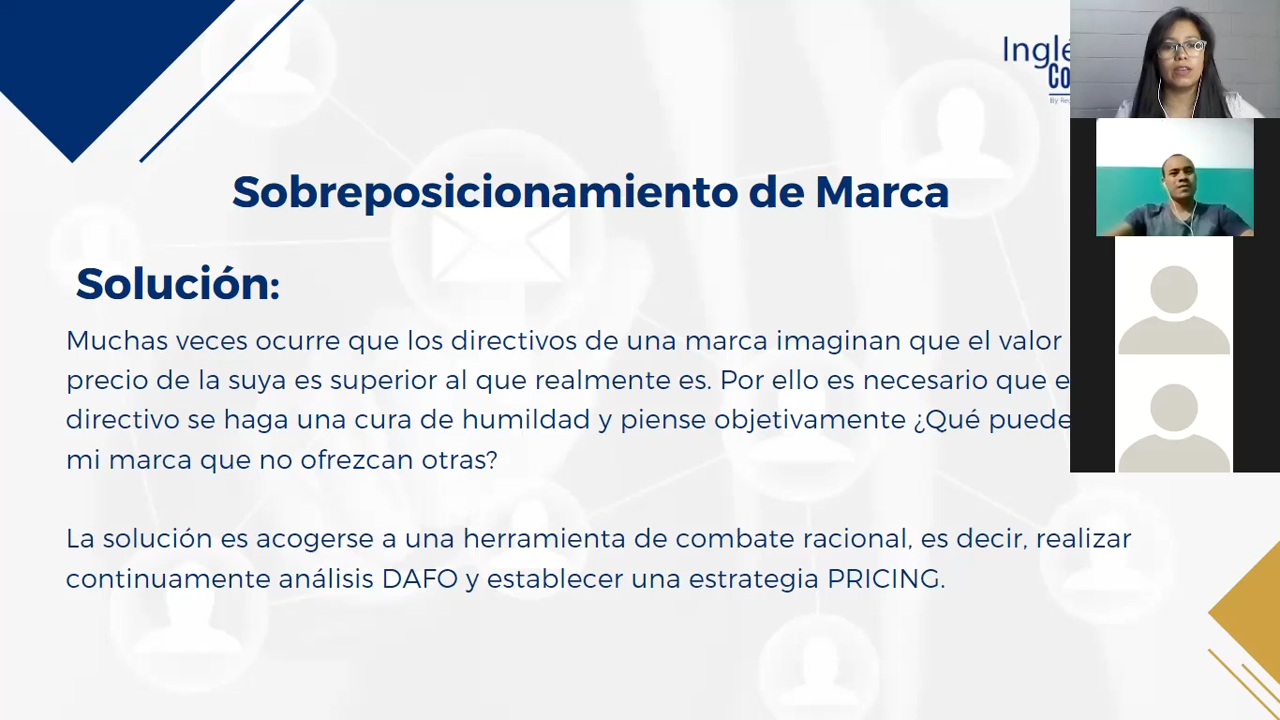 Inglé
Co
By Reg
Sobreposicionamiento de Marca
Solución:
Muchas veces ocurre que los directivos de una marca imaginan que el valor
precio de la suya es superior al que realmente es. Por ello es necesario que e
directivo se haga una cura de humildad y piense objetivamente ¿Qué puede
mi marca que no ofrezcan otras?
La solución es acogerse a una herramienta de combate racional, es decir, realizar
continuamente análisis DAFO y establecer una estrategia PRICING.